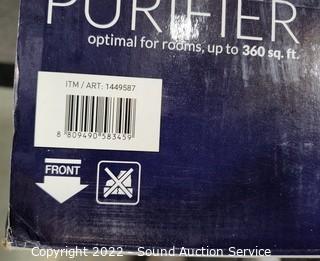 PURIFIER
optimal for rooms, up to 360 sq. ft.
ITM / ART: 1449587
8 809490 583459
FRONT
Copyright 2022 - Sound Auction Service